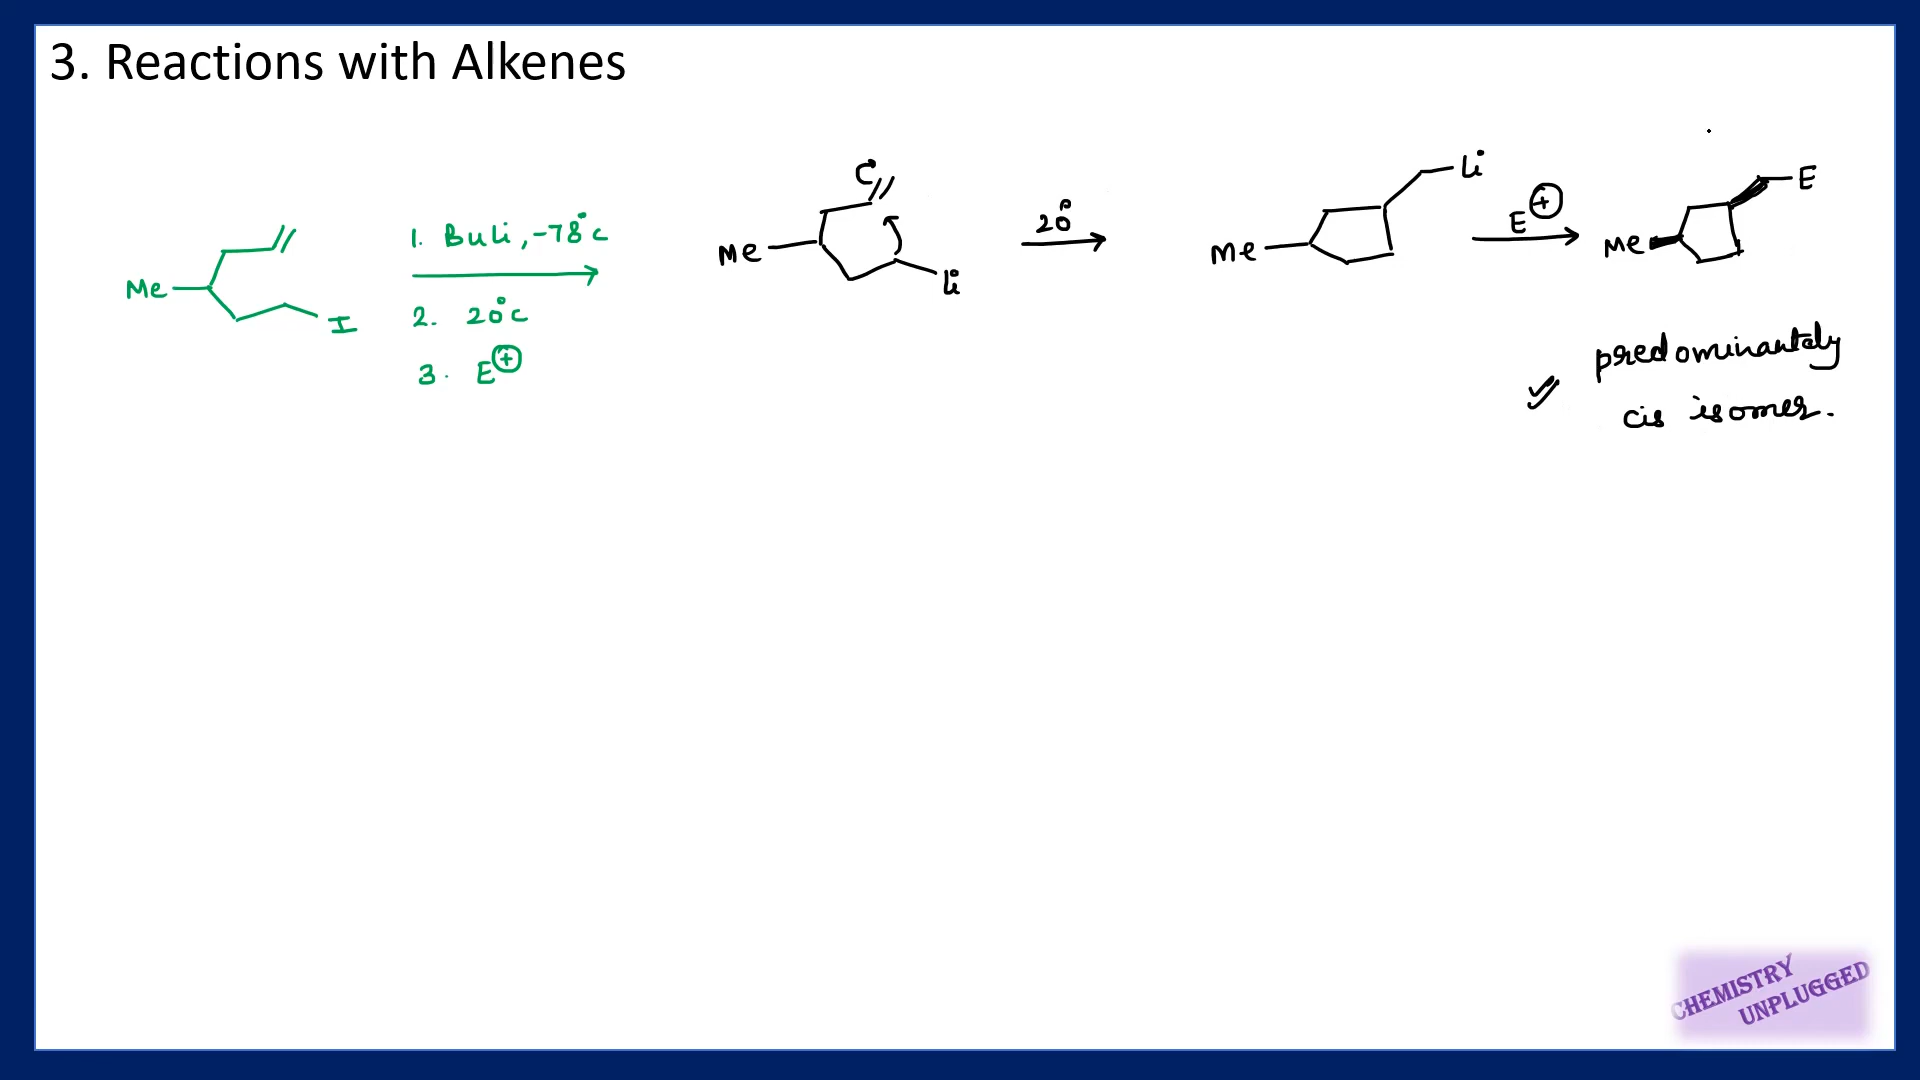 3. Reactions with Alkenes
Me
I
1. BuLi, -78°C
2. 20°C
3. E⊕
C
Me
Li
20°
Me
Li
E⊕
Me
E
predominantely
cis isomer.
CHEMISTRY
UNPLUGGED